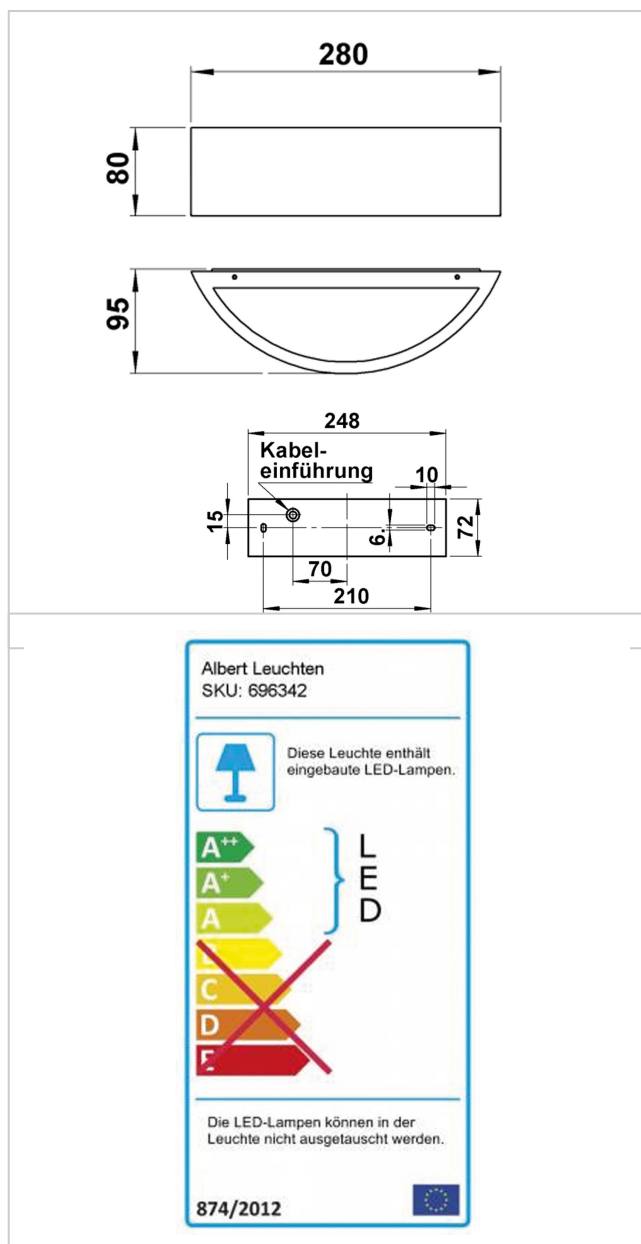 280
80
95
248
Kabel-
einführung
10
15
6.
72
70
210
Albert Leuchten
SKU: 696342
Diese Leuchte enthält
eingebaute LED-Lampen.
A++
A+
A
B
C
D
E
L
E
D
Die LED-Lampen können in der
Leuchte nicht ausgetauscht werden.
874/2012